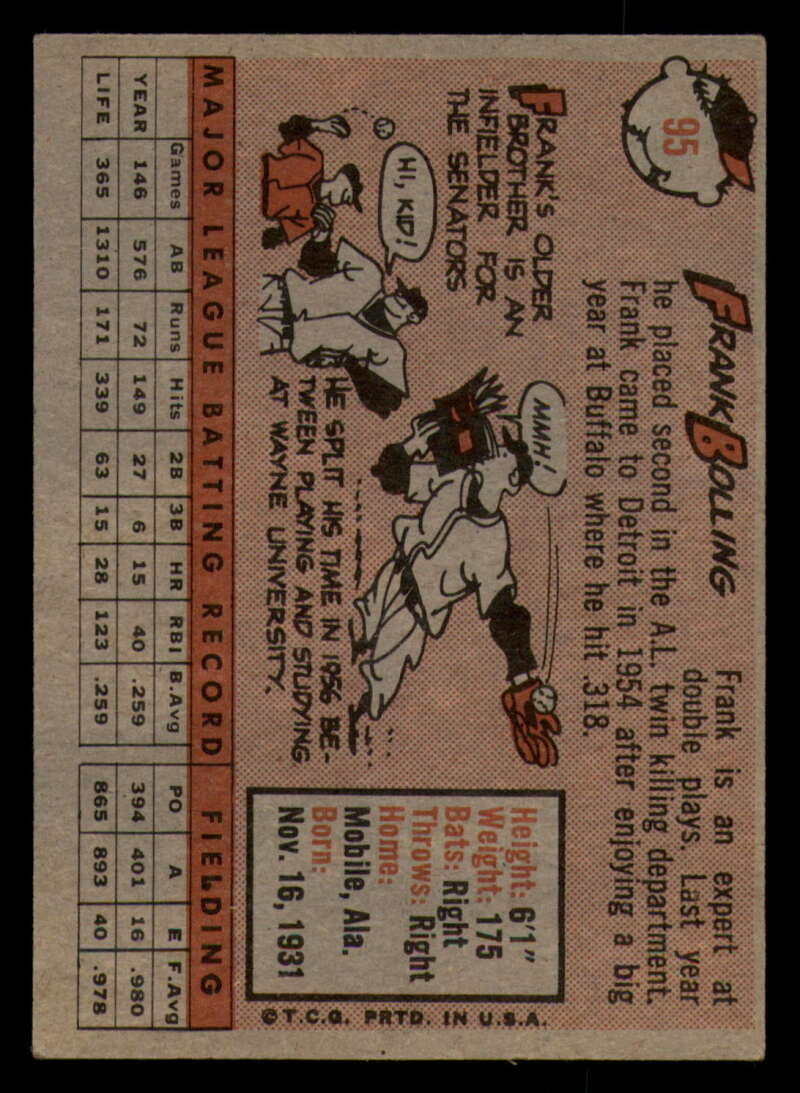 95
FRANK BOLLING
Frank is an expert at
double plays. Last year
he placed second in the A.L. twin killing department.
Frank came to Detroit in 1954 after enjoying a big
year at Buffalo where he hit .318.
FRANK'S OLDER
BROTHER IS AN
INFIELDER FOR
THE SENATORS
HI, KID!
MMH!
HE SPLIT HIS TIME IN 1956 BE-
TWEEN PLAYING AND STUDYING
AT WAYNE UNIVERSITY.
Height: 6'1"
Weight: 175
Bats: Right
Throws: Right
Home:
Mobile, Ala.
Born:
Nov. 16, 1931
©T.C.G. PRTD. IN U.S.A.
MAJOR LEAGUE BATTING RECORD FIELDING
Games AB Runs Hits 2B 3B HR RBI B.Avg PO A E F.Avg
YEAR 146 576 72 149 27 6 15 40 .259 394 401 16 .980
LIFE 365 1310 171 339 63 15 28 123 .259 865 893 40 .978